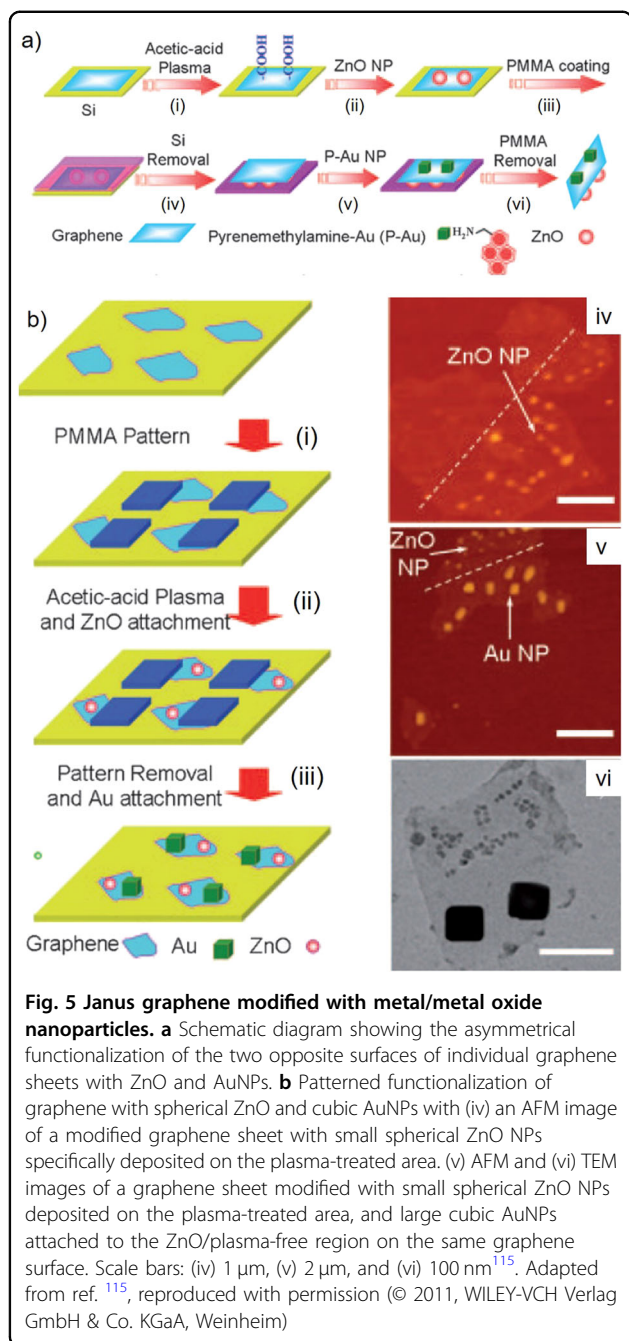 a)
Acetic-acid Plasma
-COOH
-COOH
ZnO NP
PMMA coating
Si
(i)
(ii)
(iii)
Si Removal
P-Au NP
PMMA Removal
(iv)
(v)
(vi)
Graphene
Pyrenemethylamine-Au (P-Au)
H₂N
ZnO
b)
PMMA Pattern
(i)
Acetic-acid Plasma
and ZnO attachment
(ii)
Pattern Removal
and Au attachment
(iii)
Graphene
Au
ZnO
iv
ZnO NP
v
ZnO
NP
Au NP
vi
Fig. 5 Janus graphene modified with metal/metal oxide
nanoparticles. a Schematic diagram showing the asymmetrical
functionalization of the two opposite surfaces of individual graphene
sheets with ZnO and AuNPs. b Patterned functionalization of
graphene with spherical ZnO and cubic AuNPs with (iv) an AFM image
of a modified graphene sheet with small spherical ZnO NPs
specifically deposited on the plasma-treated area. (v) AFM and (vi) TEM
images of a graphene sheet modified with small spherical ZnO NPs
deposited on the plasma-treated area, and large cubic AuNPs
attached to the ZnO/plasma-free region on the same graphene
surface. Scale bars: (iv) 1 μm, (v) 2 μm, and (vi) 100 nm115. Adapted
from ref. 115, reproduced with permission (© 2011, WILEY-VCH Verlag
GmbH & Co. KGaA, Weinheim)